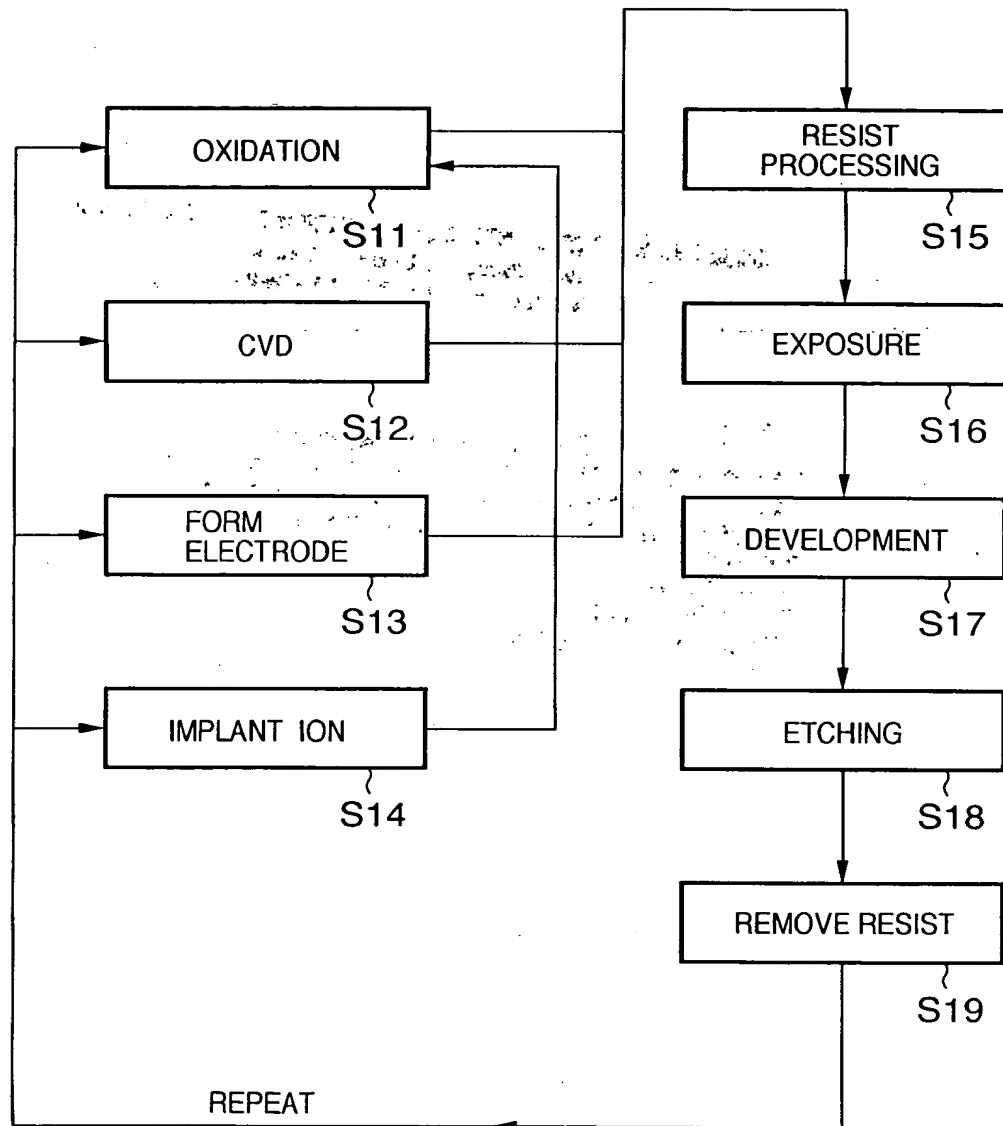 OXIDATION
S11
CVD
S12
FORM
ELECTRODE
S13
IMPLANT ION
S14
RESIST
PROCESSING
S15
EXPOSURE
S16
DEVELOPMENT
S17
ETCHING
S18
REMOVE RESIST
S19
REPEAT